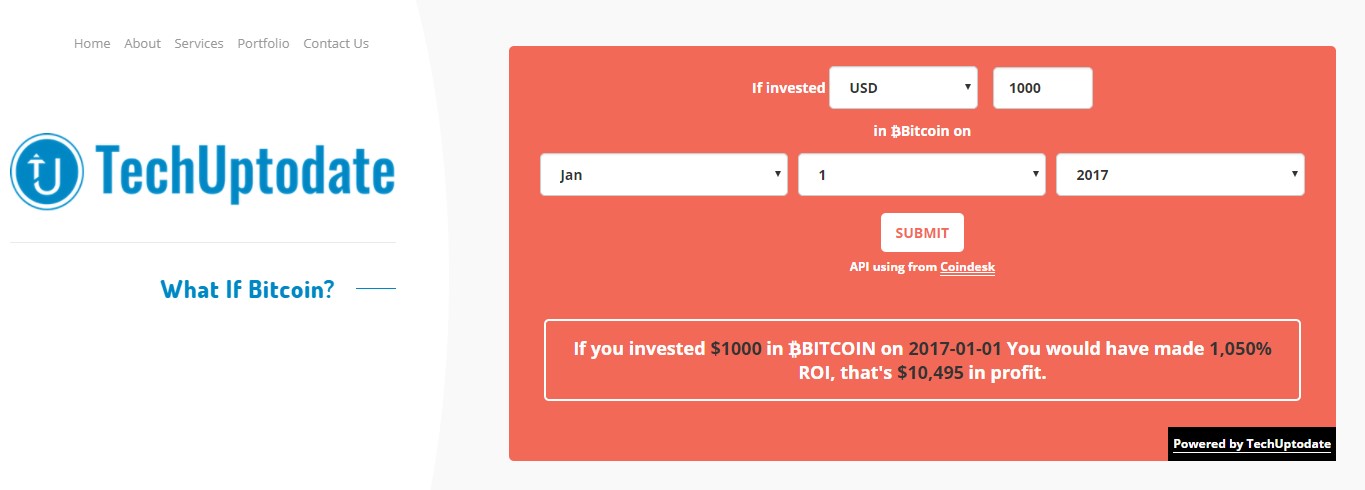 Home About Services Portfolio Contact Us
TechUptodate
What If Bitcoin?
If invested USD 1000
in ₿Bitcoin on
Jan 1 2017
SUBMIT
API using from Coindesk
If you invested $1000 in ₿BITCOIN on 2017-01-01 You would have made 1,050%
ROI, that's $10,495 in profit.
Powered by TechUptodate